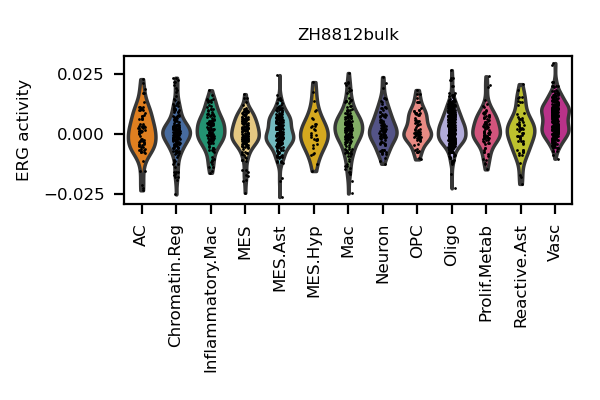 ZH8812bulk
ERG activity
0.025
0.000
−0.025
AC
Chromatin.Reg
Inflammatory.Mac
MES
MES.Ast
MES.Hyp
Mac
Neuron
OPC
Oligo
Prolif.Metab
Reactive.Ast
Vasc